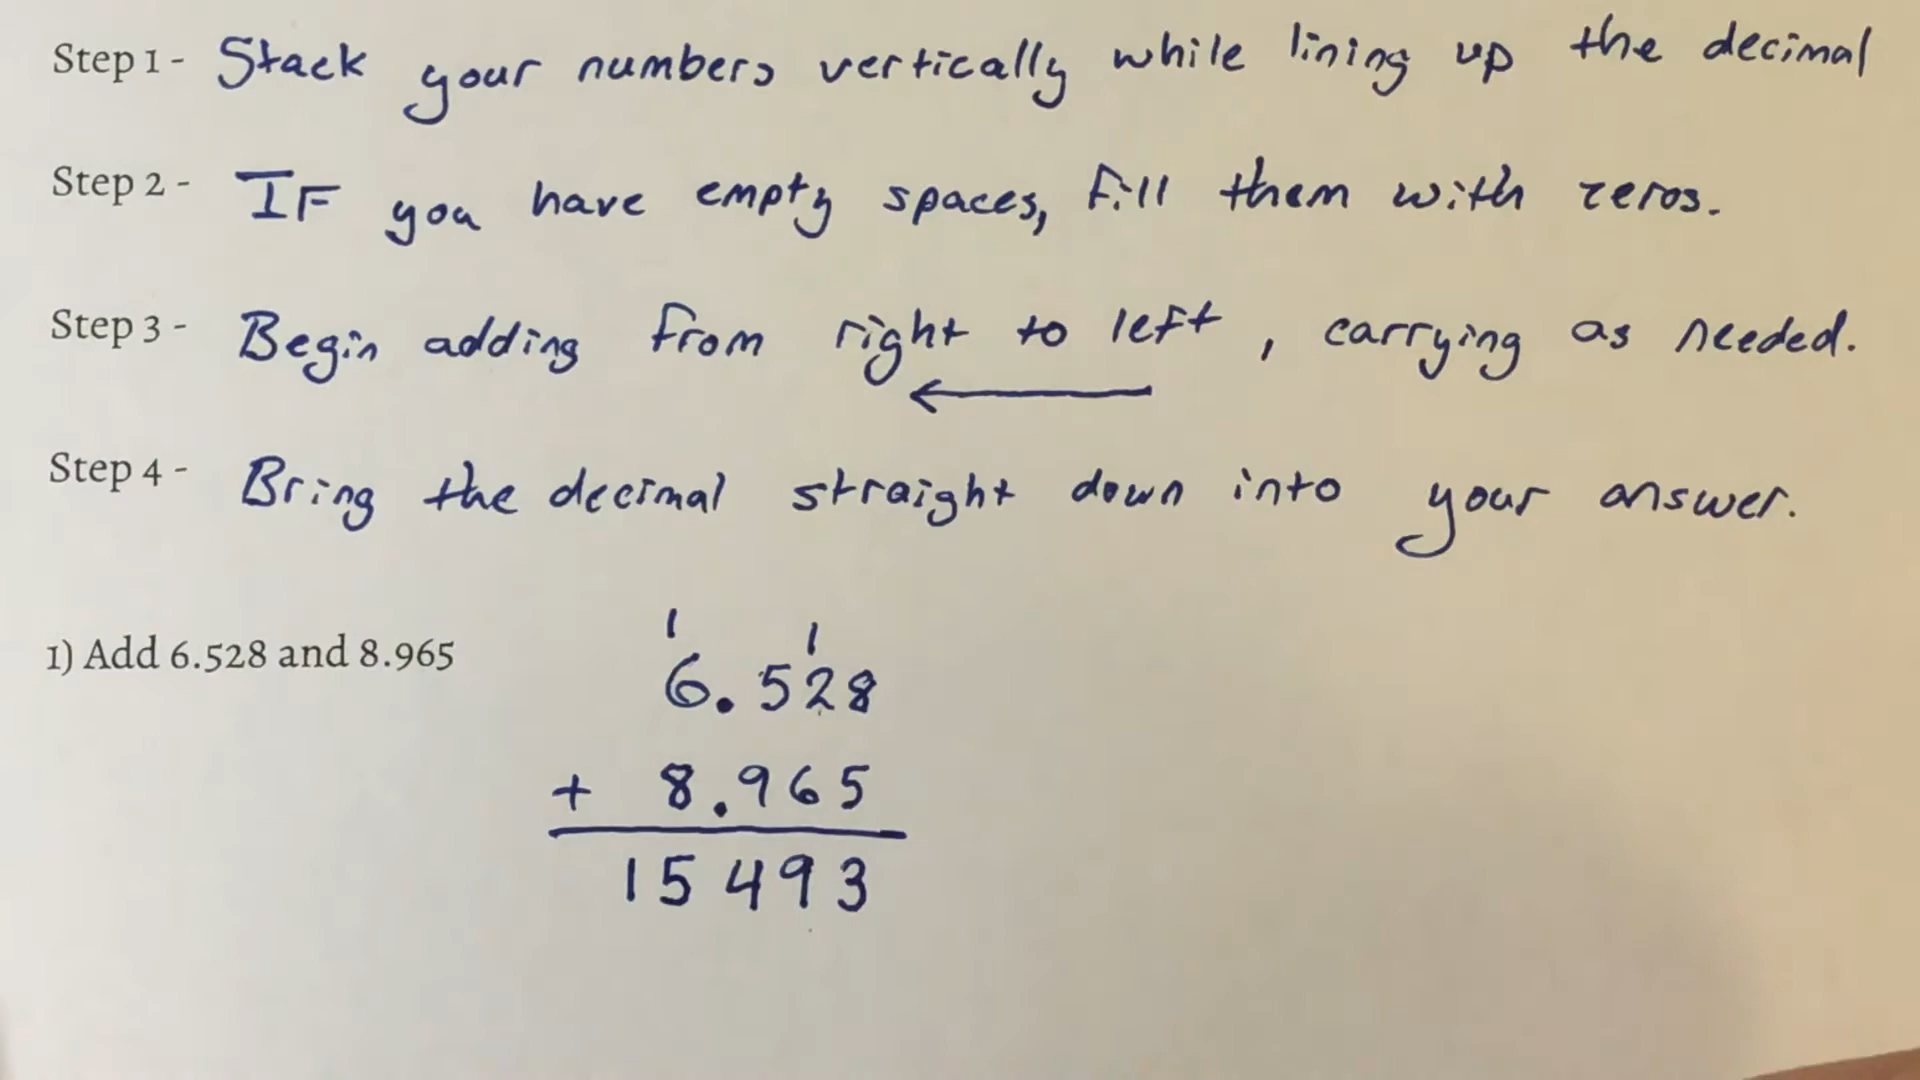 Step 1 - Stack your numbers vertically while lining up the decimal
Step 2 - IF you have empty spaces, fill them with zeros.
Step 3 - Begin adding from right to left, carrying as needed.
Step 4 - Bring the decimal straight down into your answer.
1) Add 6.528 and 8.965
1 1
6.528
+ 8.965
15 493